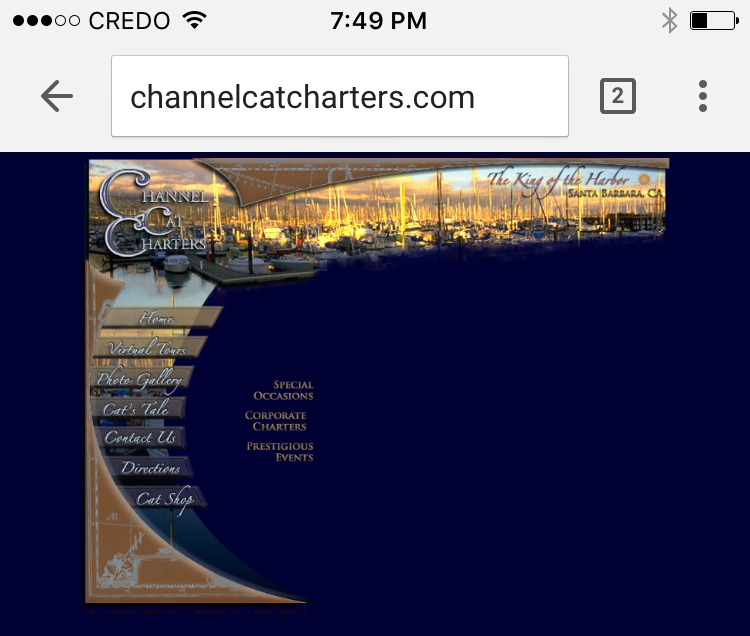 CREDO
7:49 PM
channelcatcharters.com
2
The King of the Harbor
Santa Barbara, CA
Channel
Cat
Charters
Home
Virtual Tours
Photo Gallery
Cat's Tale
Contact Us
Directions
Cat Shop
Special
Occasions
Corporate
Charters
Prestigious
Events